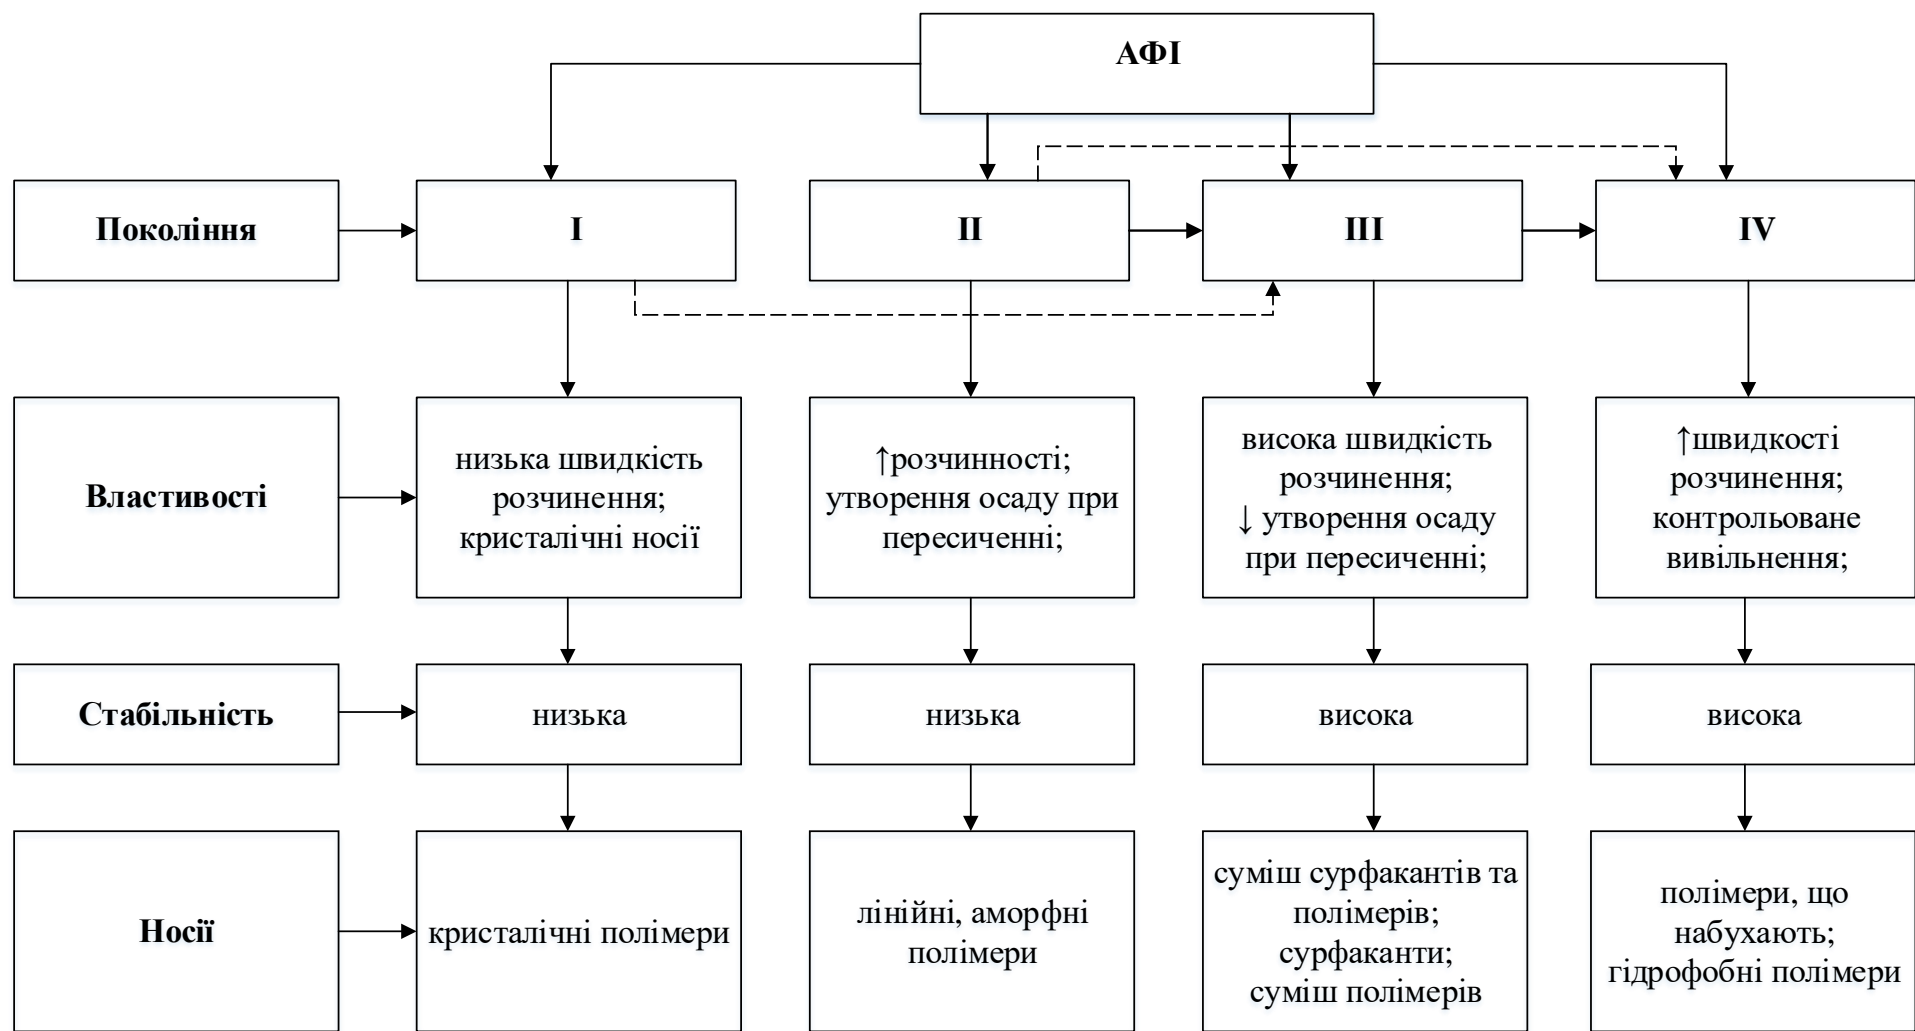 АФІ
Покоління
I
II
III
IV
Властивості
низька швидкість
розчинення;
кристалічні носії
↑розчинності;
утворення осаду при
пересиченні;
висока швидкість
розчинення;
↓ утворення осаду
при пересиченні;
↑швидкості
розчинення;
контрольоване
вивільнення;
Стабільність
низька
низька
висока
висока
Носії
кристалічні полімери
лінійні, аморфні
полімери
суміш сурфакантів та
полімерів;
сурфаканти;
суміш полімерів
полімери, що
набухають;
гідрофобні полімери